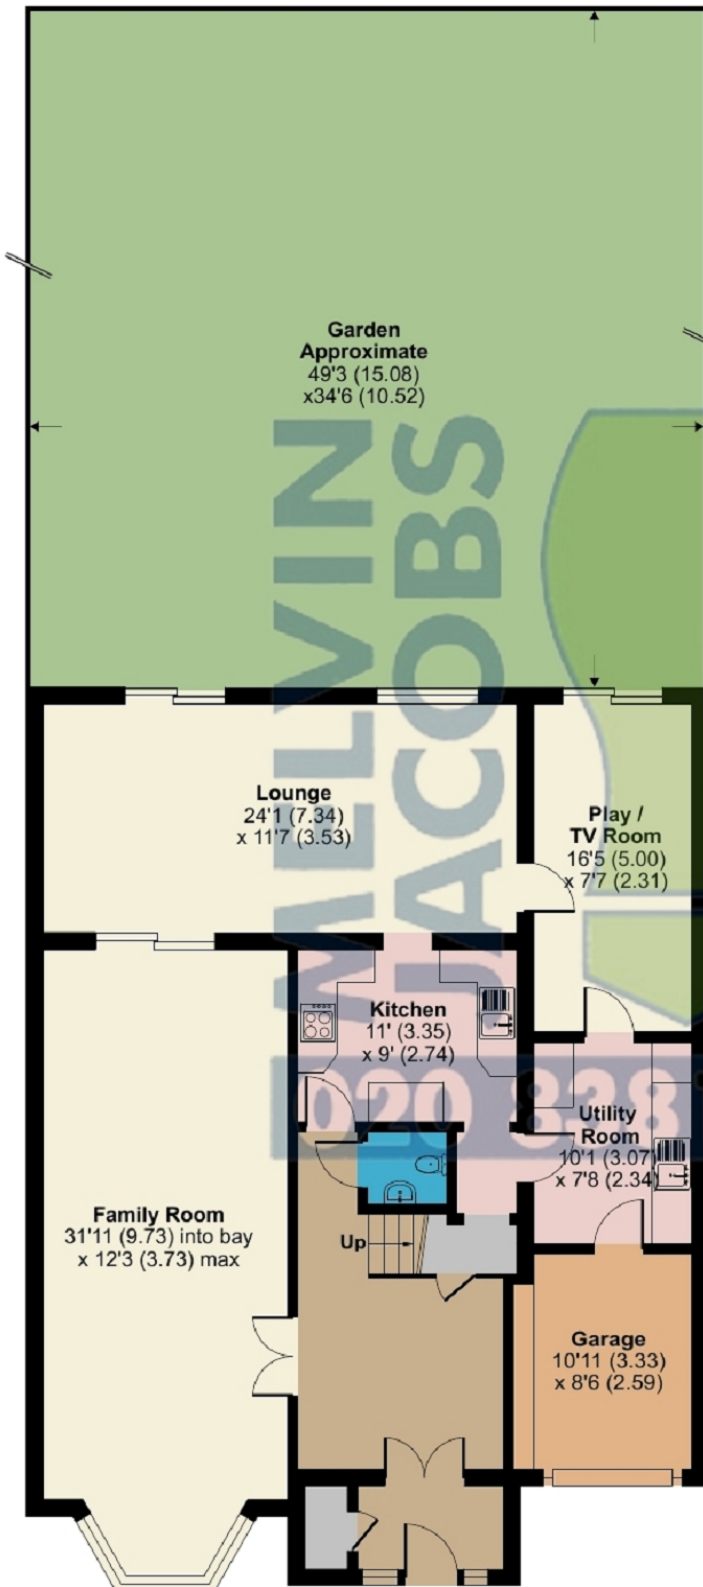 Garden
Approximate
49'3 (15.08)
x34'6 (10.52)
MELVIN
JACOBS
Lounge
24'1 (7.34)
x 11'7 (3.53)
Play /
TV Room
16'5 (5.00)
x 7'7 (2.31)
Kitchen
11' (3.35)
x 9' (2.74)
020 838
Utility
Room
10'1 (3.07)
x 7'8 (2.34)
Family Room
31'11 (9.73) into bay
x 12'3 (3.73) max
Up
Garage
10'11 (3.33)
x 8'6 (2.59)